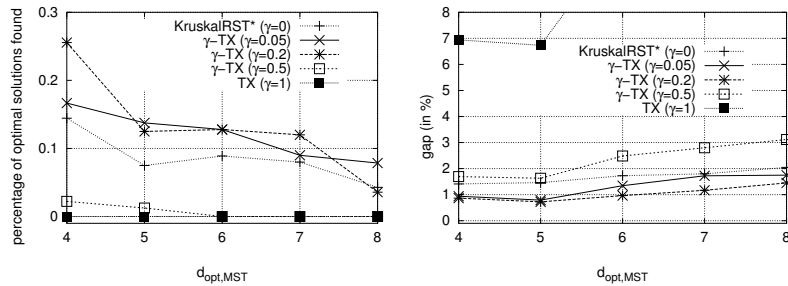 percentage of optimal solutions found
0.3
0.2
0.1
0
4
5
6
7
8
d_opt,MST
KruskalRST* (γ=0)
γ−TX (γ=0.05)
γ−TX (γ=0.2)
γ−TX (γ=0.5)
TX (γ=1)
gap (in %)
8
7
6
5
4
3
2
1
0
4
5
6
7
8
d_opt,MST
KruskalRST* (γ=0)
γ−TX (γ=0.05)
γ−TX (γ=0.2)
γ−TX (γ=0.5)
TX (γ=1)